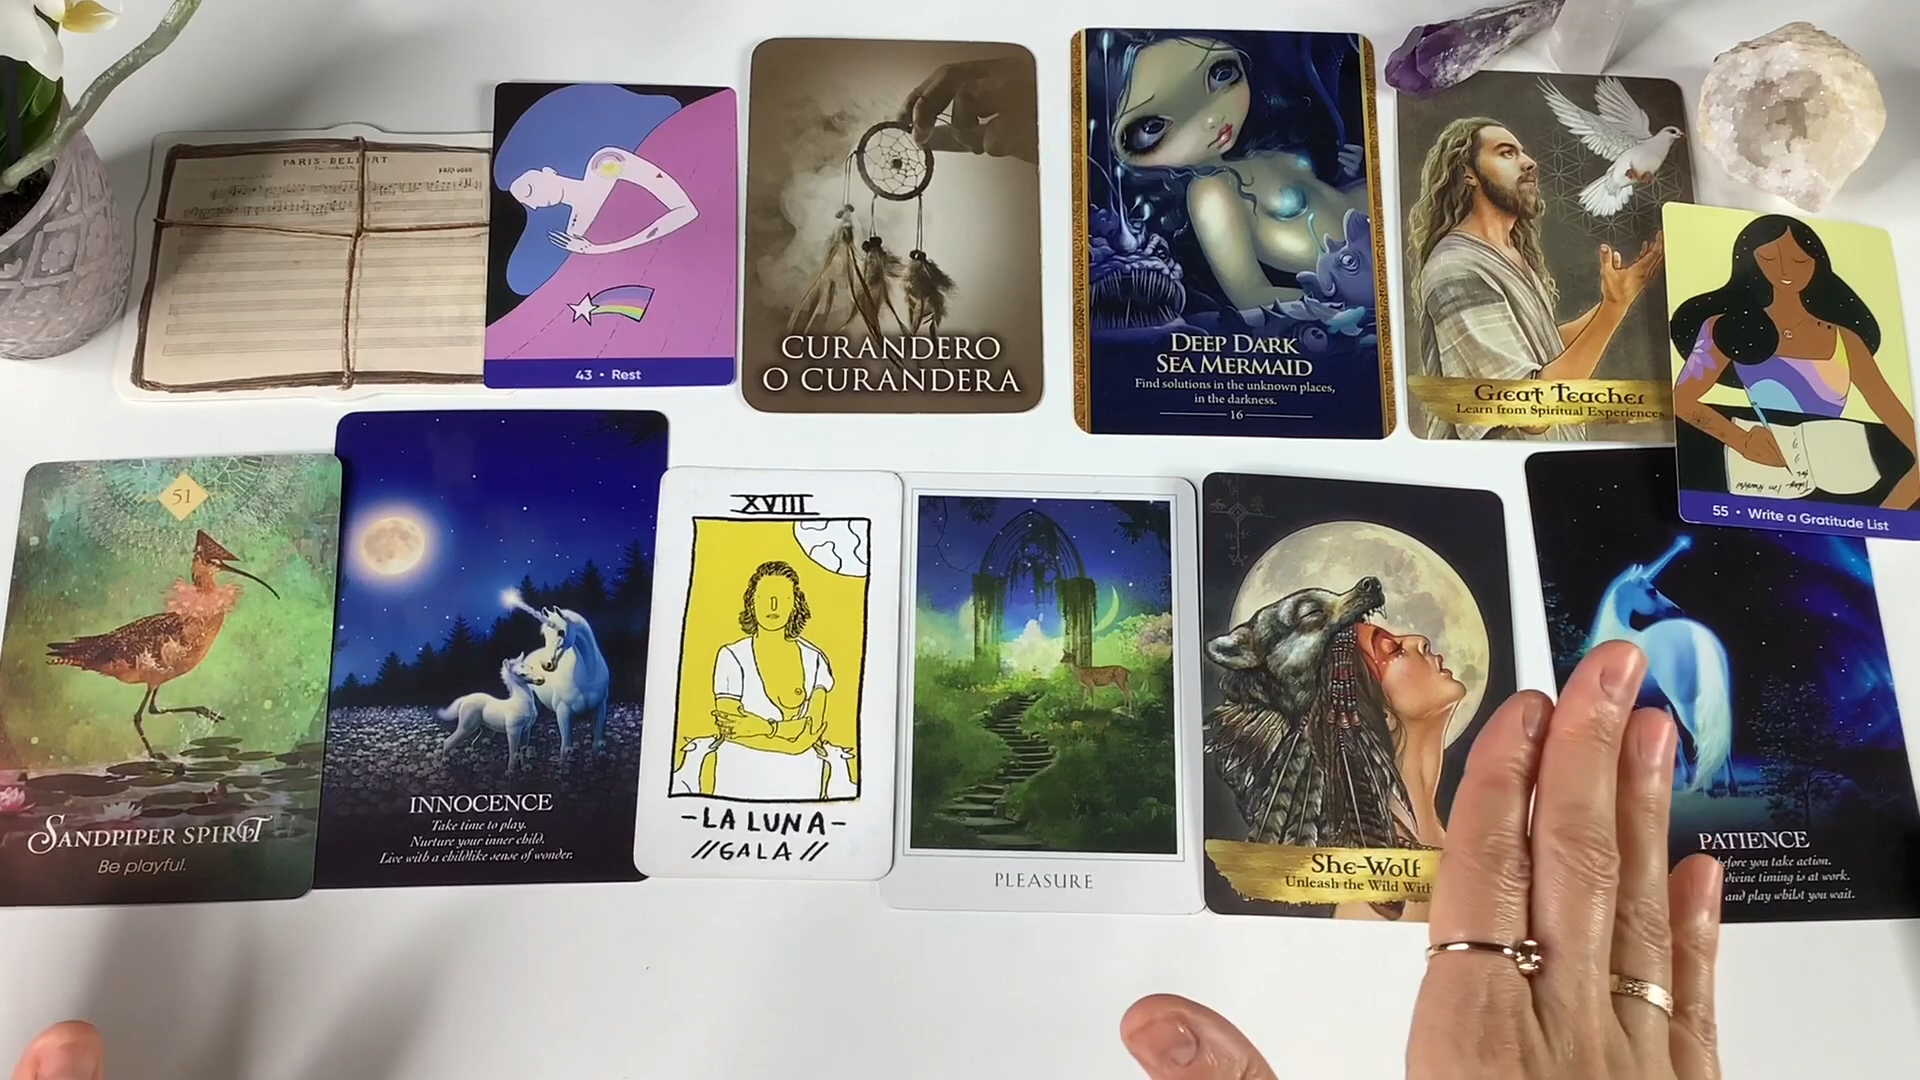 PARIS-BELFORT
43 • Rest
CURANDERO
O CURANDERA
DEEP DARK
SEA MERMAID
Find solutions in the unknown places,
in the darkness.
16
Great Teacher
Learn from Spiritual Experiences
55 • Write a Gratitude List
51
SANDPIPER SPIRIT
Be playful.
INNOCENCE
Take time to play.
Nurture your inner child.
Live with a childlike sense of wonder.
XVIII
-LA LUNA-
//GALA//
PLEASURE
She-Wolf
Unleash the Wild With
PATIENCE
before you take action.
divine timing is at work.
and play whilst you wait.